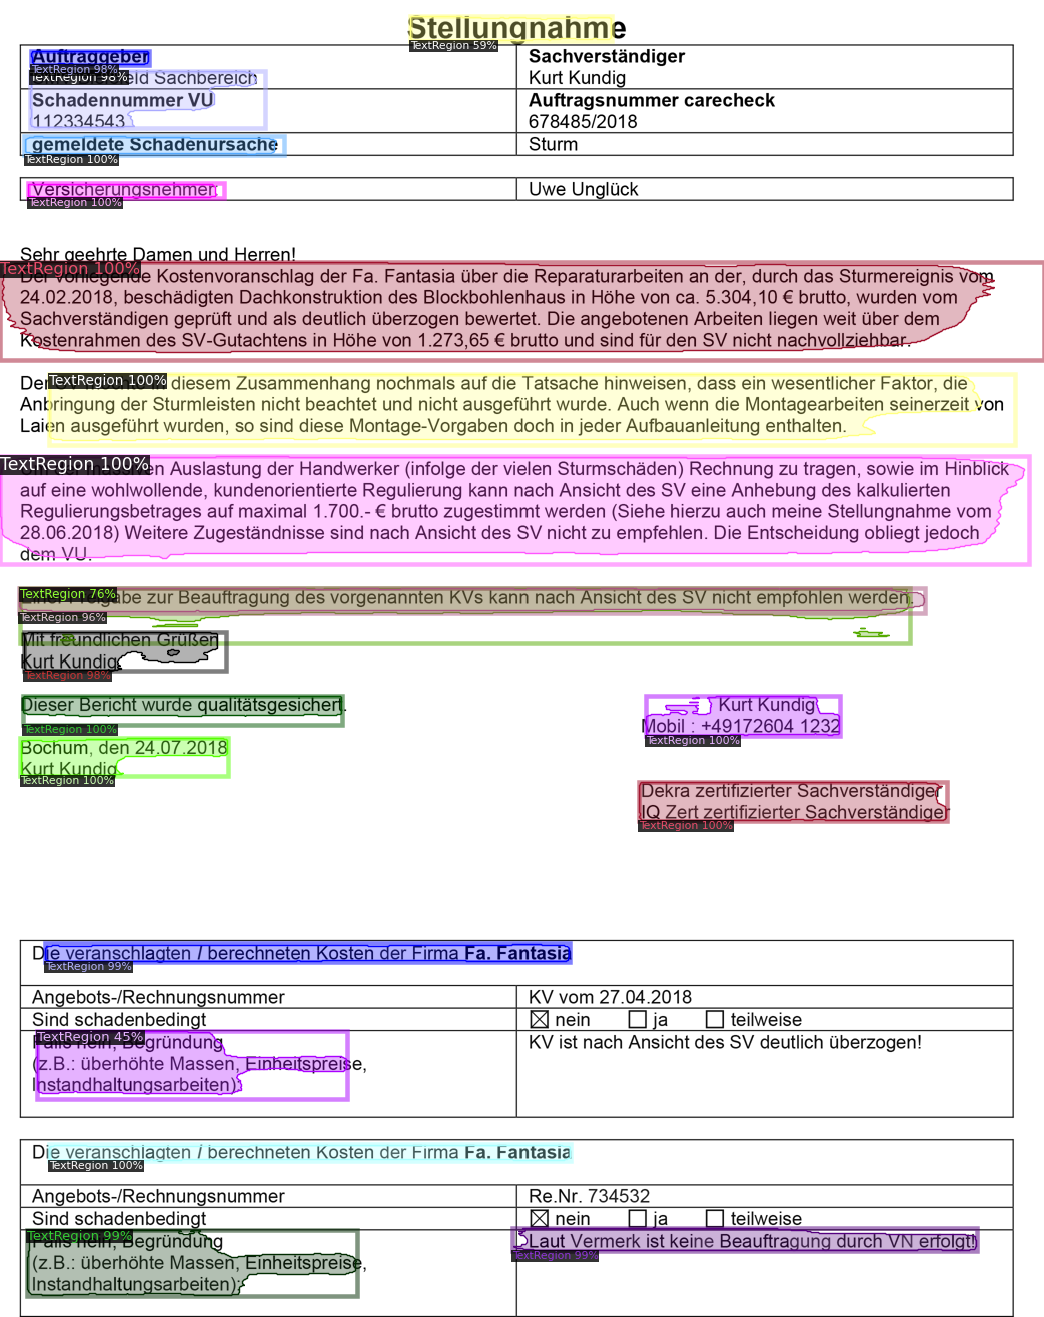 Stellungnahme
TextRegion 59%
Auftraggeber
TextRegion 98%
TextRegion 98%
Sachbereich
Sachverständiger
Kurt Kundig
Schadennummer VU
112334543
Auftragsnummer carecheck
678485/2018
gemeldete Schadenursache
TextRegion 100%
Sturm
Versicherungsnehmer
TextRegion 100%
Uwe Unglück
Sehr geehrte Damen und Herren!
TextRegion 100%
Der vorliegende Kostenvoranschlag der Fa. Fantasia über die Reparaturarbeiten an der, durch das Sturmereignis vom
24.02.2018, beschädigten Dachkonstruktion des Blockbohlenhaus in Höhe von ca. 5.304,10 € brutto, wurden vom
Sachverständigen geprüft und als deutlich überzogen bewertet. Die angebotenen Arbeiten liegen weit über dem
Kostenrahmen des SV-Gutachtens in Höhe von 1.273,65 € brutto und sind für den SV nicht nachvollziehbar.
TextRegion 100%
Der diesem Zusammenhang nochmals auf die Tatsache hinweisen, dass ein wesentlicher Faktor, die
Anbringung der Sturmleisten nicht beachtet und nicht ausgeführt wurde. Auch wenn die Montagearbeiten seinerzeit von
Laien ausgeführt wurden, so sind diese Montage-Vorgaben doch in jeder Aufbauanleitung enthalten.
TextRegion 100%
Auslastung der Handwerker (infolge der vielen Sturmschäden) Rechnung zu tragen, sowie im Hinblick
auf eine wohlwollende, kundenorientierte Regulierung kann nach Ansicht des SV eine Anhebung des kalkulierten
Regulierungsbetrages auf maximal 1.700.- € brutto zugestimmt werden (Siehe hierzu auch meine Stellungnahme vom
28.06.2018) Weitere Zugeständnisse sind nach Ansicht des SV nicht zu empfehlen. Die Entscheidung obliegt jedoch
dem VU.
TextRegion 76%
Einer Freigabe zur Beauftragung des vorgenannten KVs kann nach Ansicht des SV nicht empfohlen werden.
TextRegion 96%
Mit freundlichen Grüßen
Kurt Kundig
TextRegion 98%
Dieser Bericht wurde qualitätsgesichert.
TextRegion 100%
Kurt Kundig
Mobil : +49172604 1232
TextRegion 100%
Bochum, den 24.07.2018
Kurt Kundig
TextRegion 100%
Dekra zertifizierter Sachverständiger
IQ Zert zertifizierter Sachverständiger
TextRegion 100%
Die veranschlagten / berechneten Kosten der Firma Fa. Fantasia
TextRegion 99%
Angebots-/Rechnungsnummer
KV vom 27.04.2018
Sind schadenbedingt
nein ja teilweise
TextRegion 45%
Falls nein, Begründung
(z.B.: überhöhte Massen, Einheitspreise,
Instandhaltungsarbeiten):
KV ist nach Ansicht des SV deutlich überzogen!
Die veranschlagten / berechneten Kosten der Firma Fa. Fantasia
TextRegion 100%
Angebots-/Rechnungsnummer
Re.Nr. 734532
Sind schadenbedingt
nein ja teilweise
TextRegion 99%
Falls nein, Begründung
(z.B.: überhöhte Massen, Einheitspreise,
Instandhaltungsarbeiten):
Laut Vermerk ist keine Beauftragung durch VN erfolgt!
TextRegion 99%